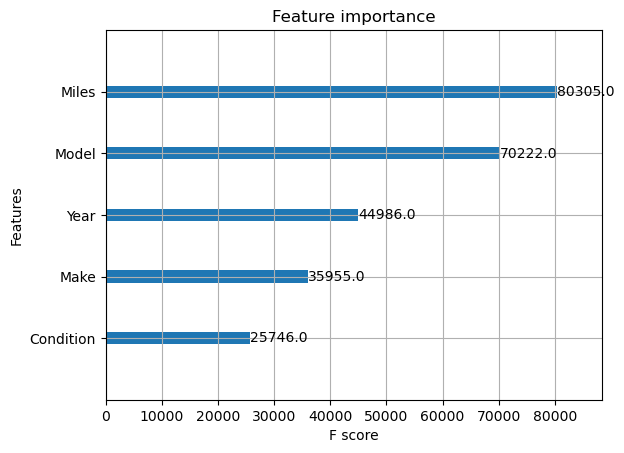 Feature importance
Features
Miles
80305.0
Model
70222.0
Year
44986.0
Make
35955.0
Condition
25746.0
0 10000 20000 30000 40000 50000 60000 70000 80000
F score